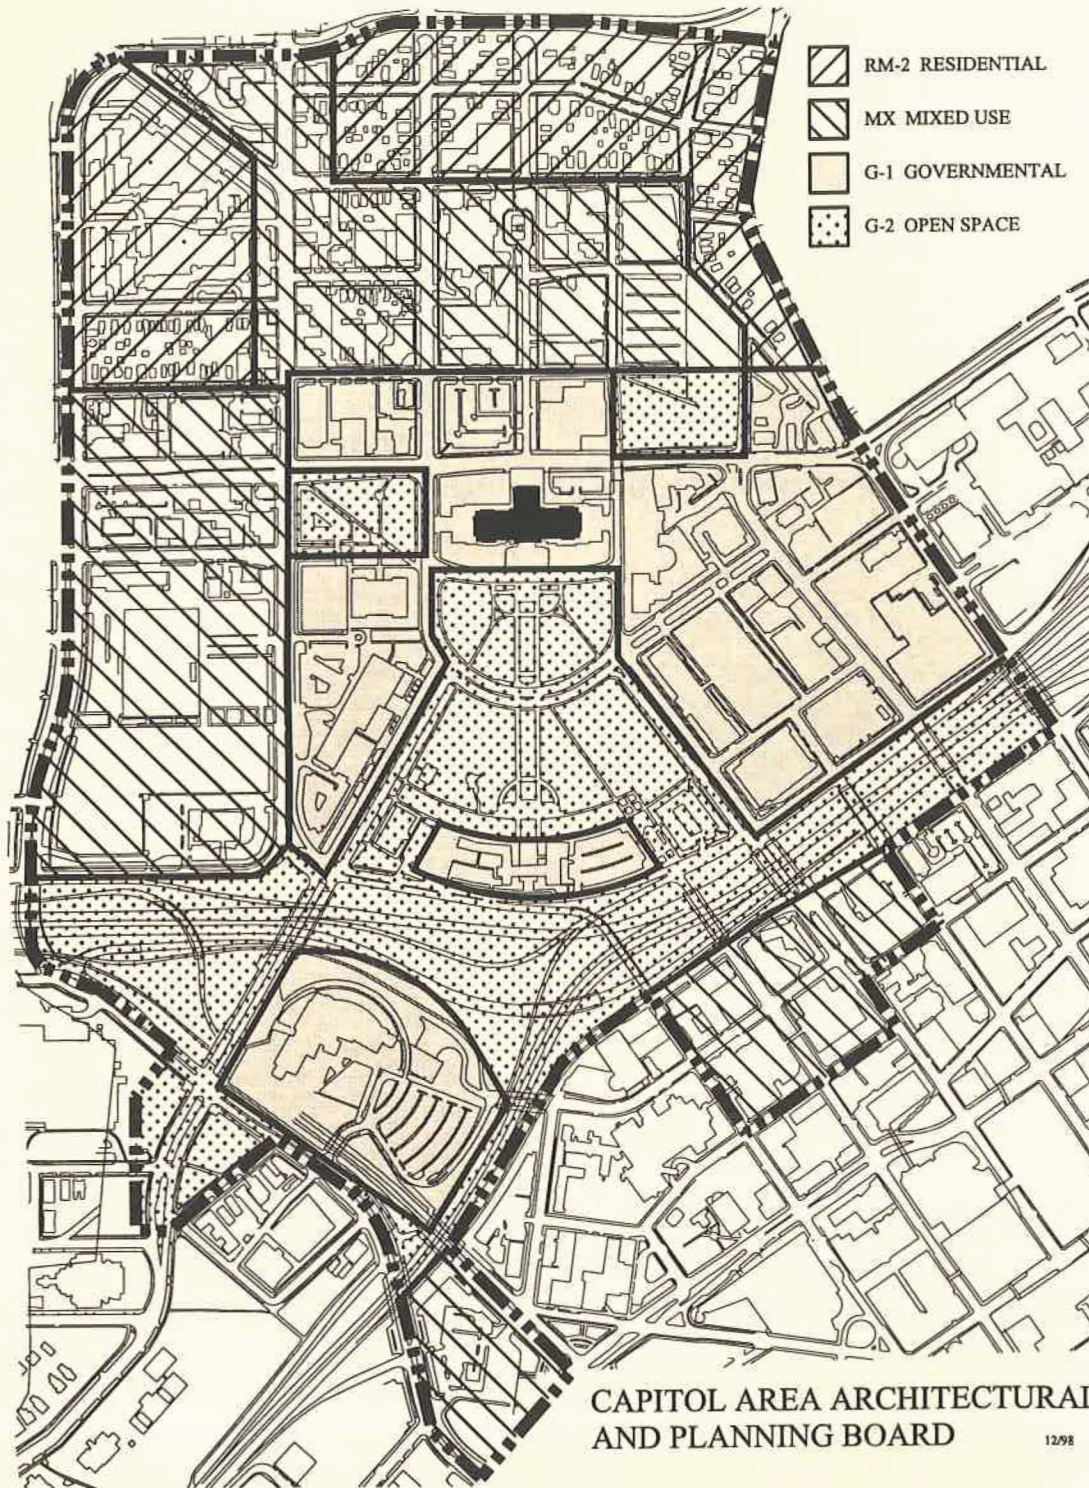 RM-2 RESIDENTIAL
MX MIXED USE
G-1 GOVERNMENTAL
G-2 OPEN SPACE
CAPITOL AREA ARCHITECTURAL
AND PLANNING BOARD
12/98